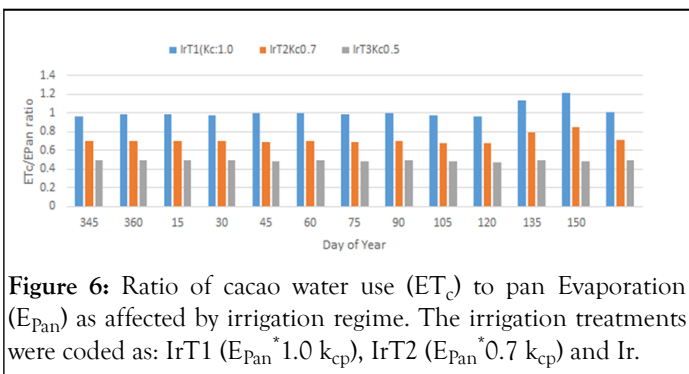 IrT1(Kc:1.0 IrT2Kc0.7 IrT3Kc0.5
1.4
1.2
1
0.8
0.6
0.4
0.2
0
ETc/EPan ratio
345 360 15 30 45 60 75 90 105 120 135 150
Day of Year
Figure 6: Ratio of cacao water use (ETc) to pan Evaporation
(EPan) as affected by irrigation regime. The irrigation treatments
were coded as: IrT1 (EPan*1.0 kcp), IrT2 (EPan*0.7 kcp) and Ir.